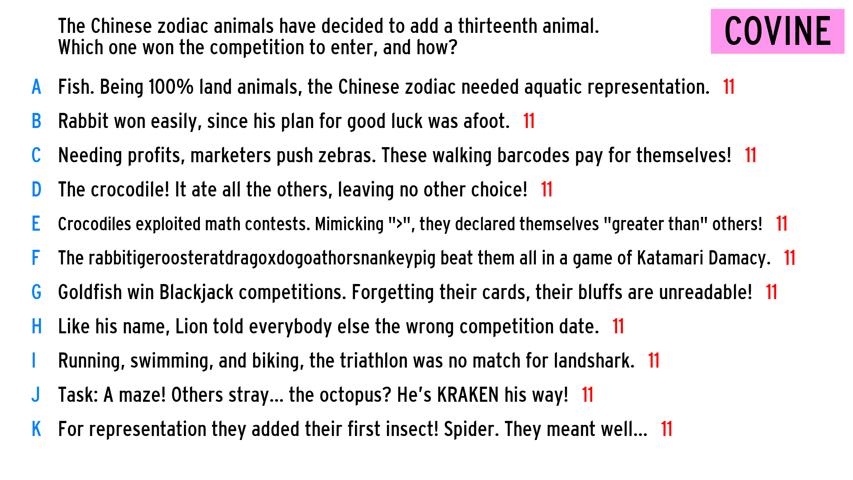 The Chinese zodiac animals have decided to add a thirteenth animal.
Which one won the competition to enter, and how?
COVINE
A Fish. Being 100% land animals, the Chinese zodiac needed aquatic representation. 11
B Rabbit won easily, since his plan for good luck was afoot. 11
C Needing profits, marketers push zebras. These walking barcodes pay for themselves! 11
D The crocodile! It ate all the others, leaving no other choice! 11
E Crocodiles exploited math contests. Mimicking ">", they declared themselves "greater than" others! 11
F The rabbitigeroosteratdragoxdogoathorsnankeypig beat them all in a game of Katamari Damacy. 11
G Goldfish win Blackjack competitions. Forgetting their cards, their bluffs are unreadable! 11
H Like his name, Lion told everybody else the wrong competition date. 11
I Running, swimming, and biking, the triathlon was no match for landshark. 11
J Task: A maze! Others stray... the octopus? He's KRAKEN his way! 11
K For representation they added their first insect! Spider. They meant well... 11